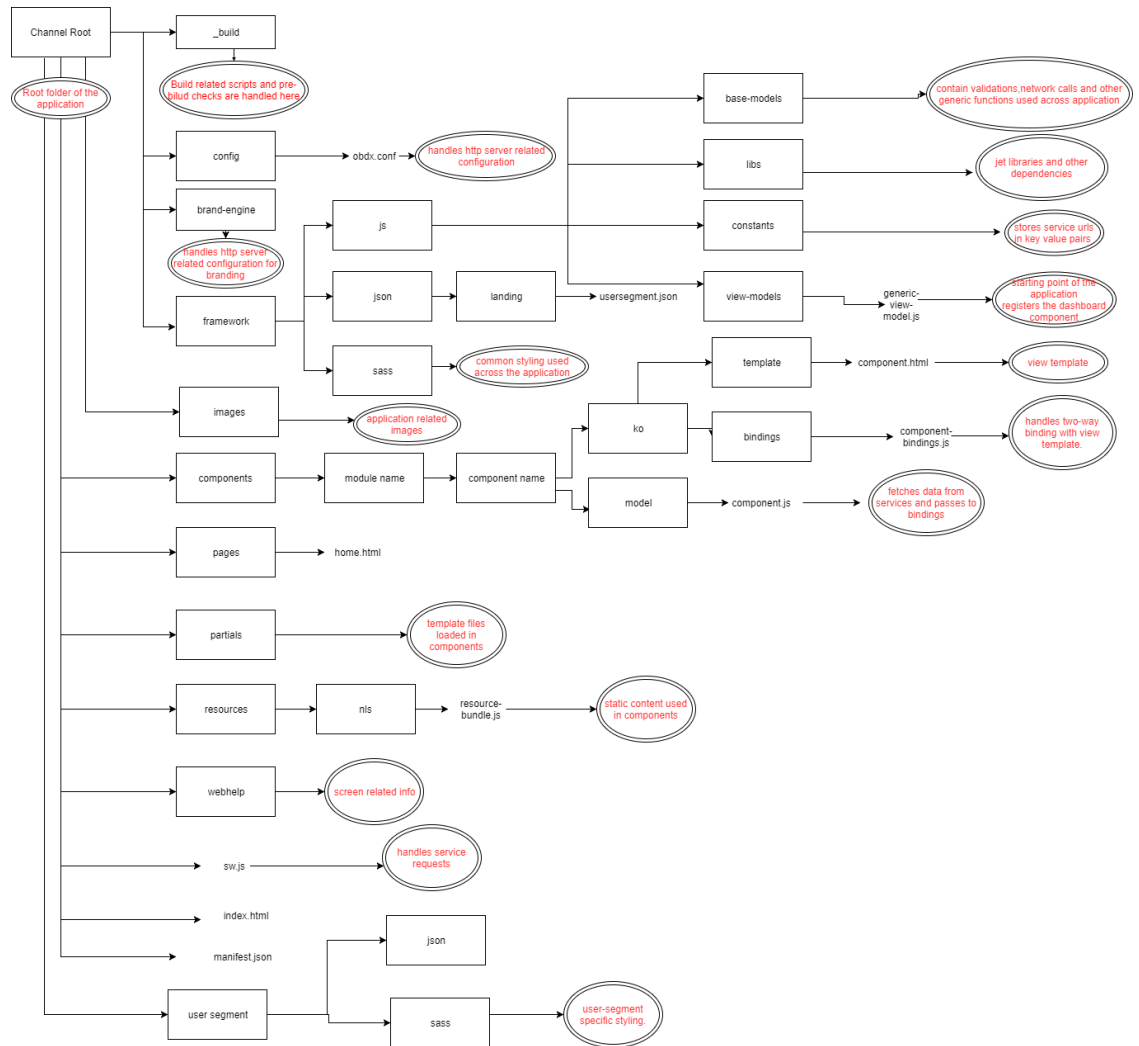 Channel Root
_build
Root folder of the
application
Build related scripts and pre-
bilud checks are handled here
base-models
contain validations,network calls and other
generic functions used across application
config
obdx.conf
handles http server related
configuration
libs
jet libraries and other
dependencies
brand-engine
handles http server
related configuration for
branding
js
constants
stores service urls
in key value pairs
framework
json
landing
usersegment.json
view-models
generic-
view-
model.js
starting point of the
application
registers the dashboard
component
sass
common styling used
across the application
template
component.html
view template
images
application related
images
ko
bindings
component-
bindings.js
handles two-way
binding with view
template.
components
module name
component name
model
component.js
fetches data from
services and passes to
bindings
pages
home.html
partials
template files
loaded in
components
resources
nls
resource-
bundle.js
static content used
in components
webhelp
screen related info
sw.js
handles service
requests
index.html
manifest.json
json
user segment
sass
user-segment
specific styling.